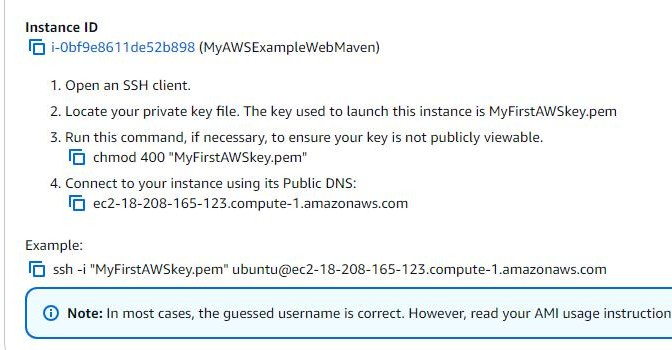 Instance ID
i-0bf9e8611de52b898 (MyAWSExampleWebMaven)
1. Open an SSH client.
2. Locate your private key file. The key used to launch this instance is MyFirstAWSkey.pem
3. Run this command, if necessary, to ensure your key is not publicly viewable.
chmod 400 "MyFirstAWSkey.pem"
4. Connect to your instance using its Public DNS:
ec2-18-208-165-123.compute-1.amazonaws.com
Example:
ssh -i "MyFirstAWSkey.pem" ubuntu@ec2-18-208-165-123.compute-1.amazonaws.com
Note: In most cases, the guessed username is correct. However, read your AMI usage instruction